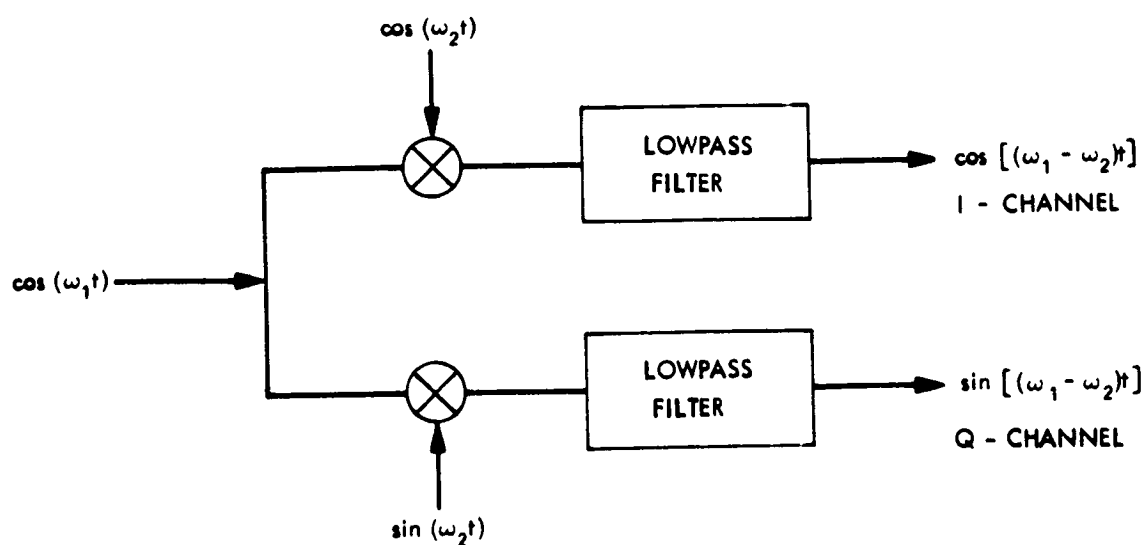 cos (ω₂t)
LOWPASS
FILTER
cos [(ω₁ - ω₂)t]
I - CHANNEL
cos (ω₁t)
LOWPASS
FILTER
sin [(ω₁ - ω₂)t]
Q - CHANNEL
sin (ω₂t)